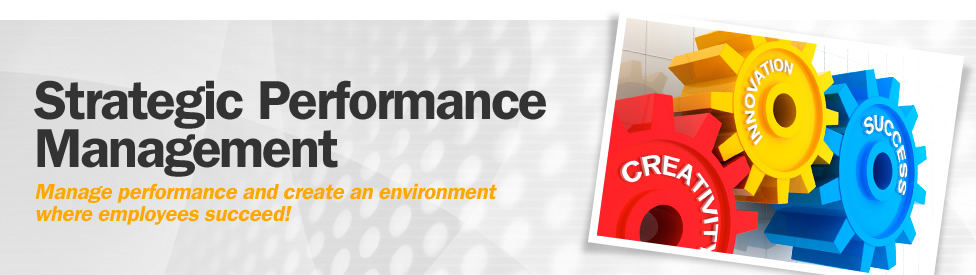 Strategic Performance
Management
Manage performance and create an environment
where employees succeed!
INNOVATION
SUCCESS
CREATIVITY